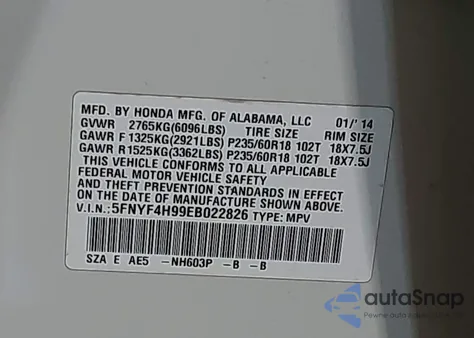 MFD. BY HONDA MFG. OF ALABAMA, LLC 01/'14
GVWR 2765KG(6096LBS) TIRE SIZE RIM SIZE
GAWR F 1325KG(2921LBS) P235/60R18 102T 18X7.5J
GAWR R1525KG(3362LBS) P235/60R18 102T 18X7.5J
THIS VEHICLE CONFORMS TO ALL APPLICABLE
FEDERAL MOTOR VEHICLE SAFETY
AND THEFT PREVENTION STANDARDS IN EFFECT
ON THE DATE OF MANUFACTURE SHOWN ABOVE.
V.I.N.: 5FNYF4H99EB022826 TYPE: MPV
SZA E AE5 -NH603P -B -B
autoSnap
Pewne auta z Ameryki